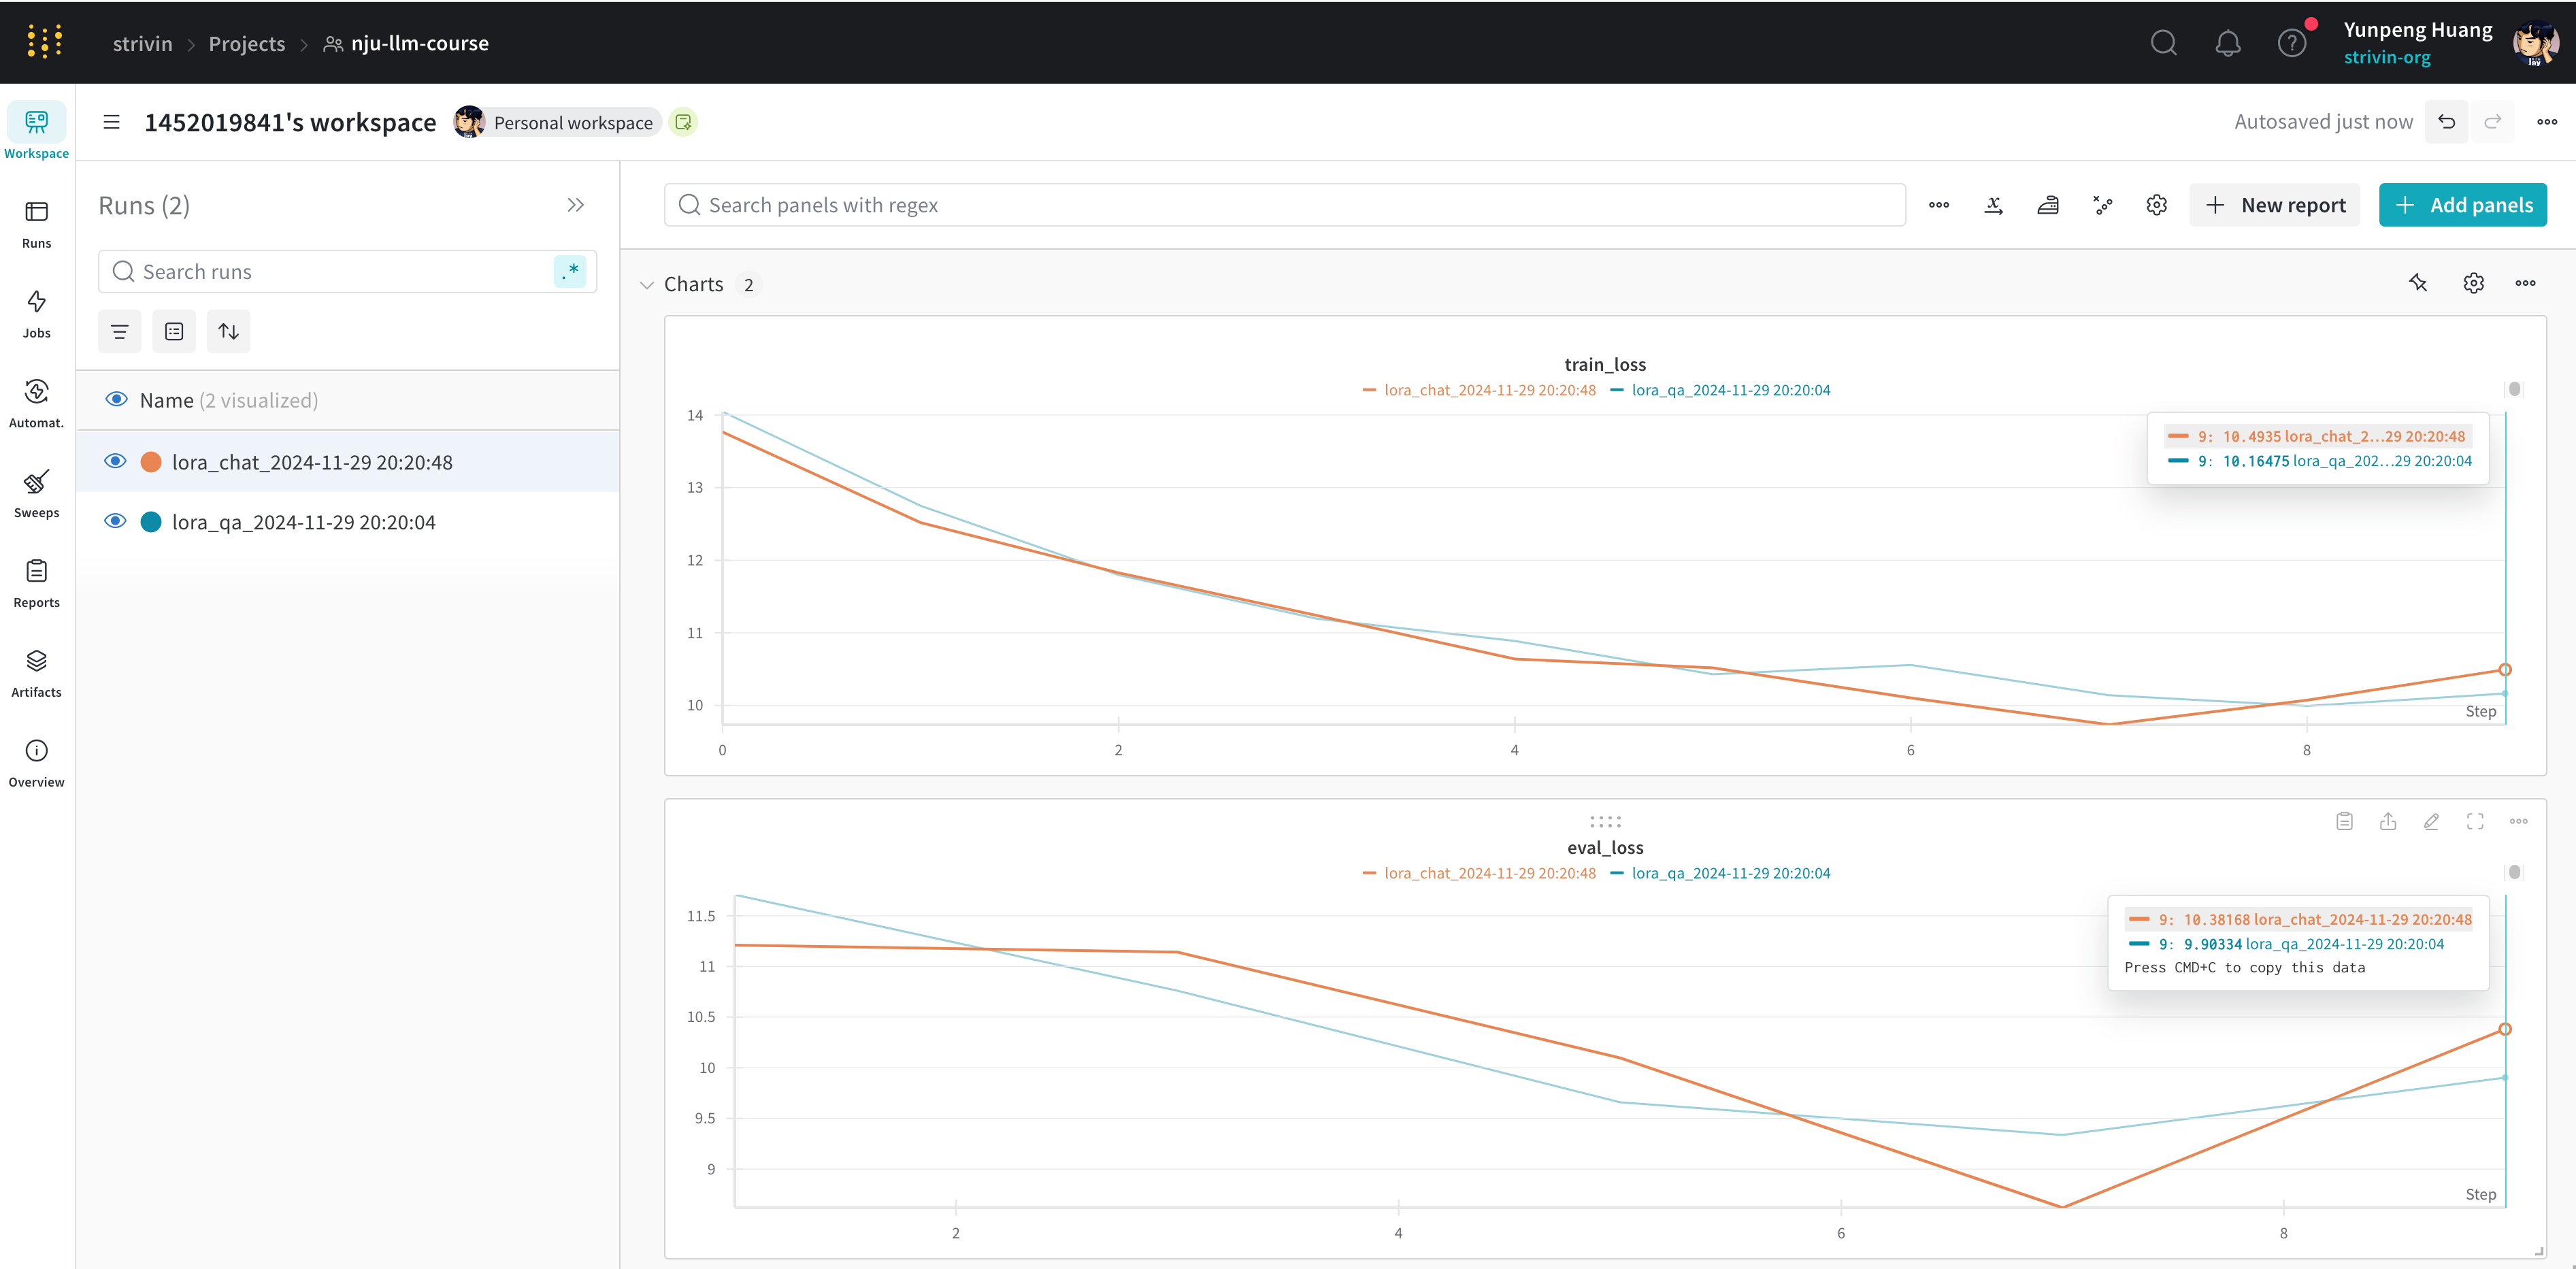 strivin > Projects > nju-llm-course
Yunpeng Huang
strivin-org
1452019841's workspace Personal workspace
Autosaved just now
Workspace
Runs
Jobs
Automat.
Sweeps
Reports
Artifacts
Overview
Runs (2)
Search runs
.*
Name (2 visualized)
lora_chat_2024-11-29 20:20:48
lora_qa_2024-11-29 20:20:04
Search panels with regex
New report
Add panels
Charts 2
train_loss
lora_chat_2024-11-29 20:20:48 lora_qa_2024-11-29 20:20:04
9: 10.4935 lora_chat_2...29 20:20:48
9: 10.16475 lora_qa_202...29 20:20:04
14
13
12
11
10
Step
0 2 4 6 8
eval_loss
lora_chat_2024-11-29 20:20:48 lora_qa_2024-11-29 20:20:04
9: 10.38168 lora_chat_2024-11-29 20:20:48
9: 9.90334 lora_qa_2024-11-29 20:20:04
Press CMD+C to copy this data
11.5
11
10.5
10
9.5
9
Step
2 4 6 8